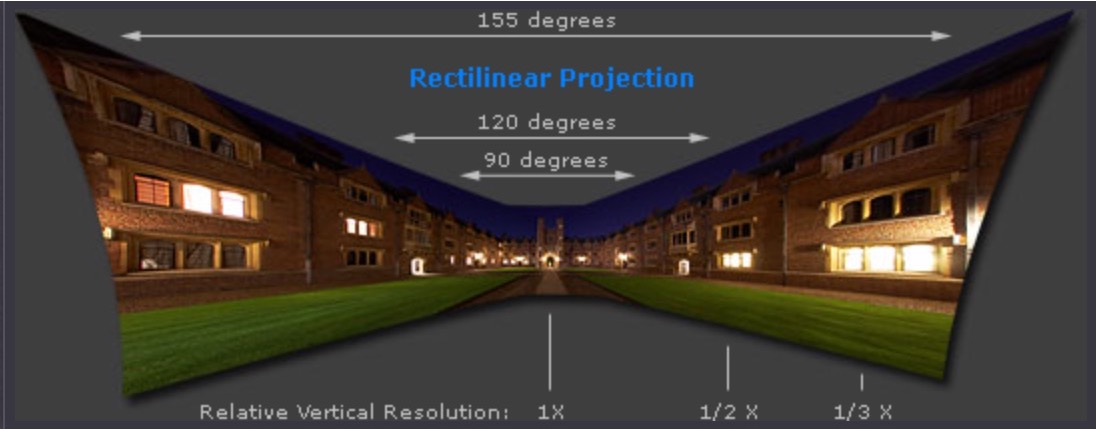 155 degrees
Rectilinear Projection
120 degrees
90 degrees
Relative Vertical Resolution: 1X 1/2 X 1/3 X